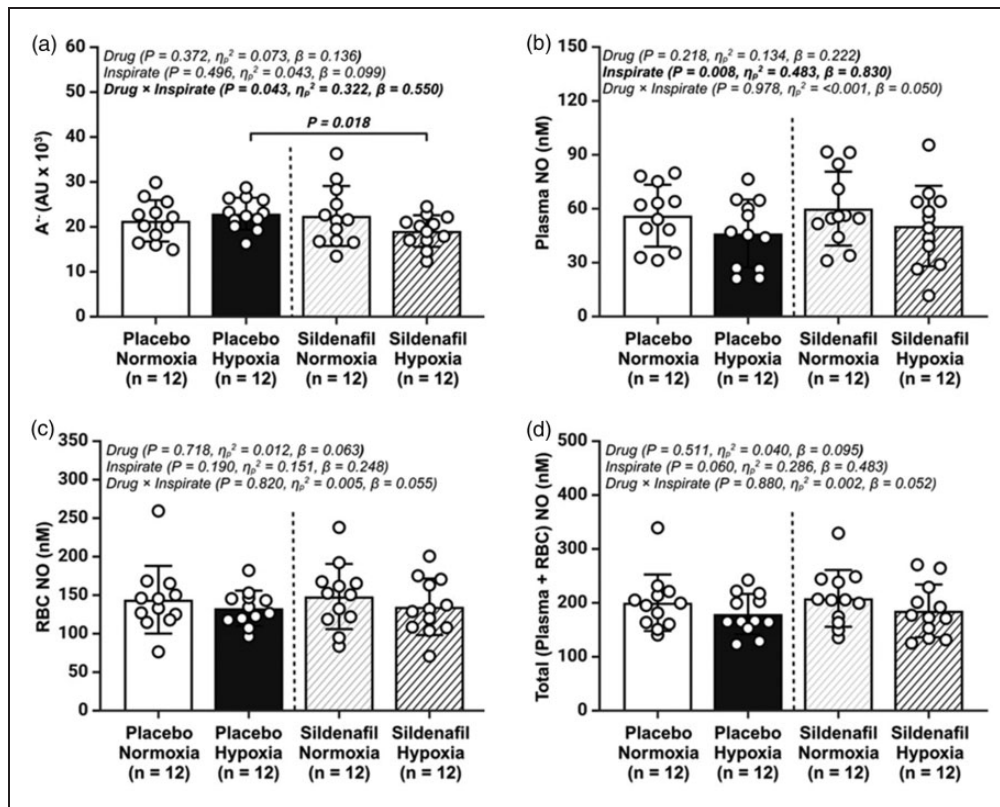 (a)
Drug (P = 0.372, ηp² = 0.073, β = 0.136)
Inspirate (P = 0.496, ηp² = 0.043, β = 0.099)
Drug × Inspirate (P = 0.043, ηp² = 0.322, β = 0.550)
P = 0.018
A•- (AU x 10³)
60
50
40
30
20
10
0
Placebo Normoxia (n = 12)
Placebo Hypoxia (n = 12)
Sildenafil Normoxia (n = 12)
Sildenafil Hypoxia (n = 12)
(b)
Drug (P = 0.218, ηp² = 0.134, β = 0.222)
Inspirate (P = 0.008, ηp² = 0.483, β = 0.830)
Drug × Inspirate (P = 0.978, ηp² = <0.001, β = 0.050)
Plasma NO (nM)
150
120
90
60
30
0
Placebo Normoxia (n = 12)
Placebo Hypoxia (n = 12)
Sildenafil Normoxia (n = 12)
Sildenafil Hypoxia (n = 12)
(c)
Drug (P = 0.718, ηp² = 0.012, β = 0.063)
Inspirate (P = 0.190, ηp² = 0.151, β = 0.248)
Drug × Inspirate (P = 0.820, ηp² = 0.005, β = 0.055)
RBC NO (nM)
350
300
250
200
150
100
50
0
Placebo Normoxia (n = 12)
Placebo Hypoxia (n = 12)
Sildenafil Normoxia (n = 12)
Sildenafil Hypoxia (n = 12)
(d)
Drug (P = 0.511, ηp² = 0.040, β = 0.095)
Inspirate (P = 0.060, ηp² = 0.286, β = 0.483)
Drug × Inspirate (P = 0.880, ηp² = 0.002, β = 0.052)
Total (Plasma + RBC) NO (nM)
500
400
300
200
100
0
Placebo Normoxia (n = 12)
Placebo Hypoxia (n = 12)
Sildenafil Normoxia (n = 12)
Sildenafil Hypoxia (n = 12)